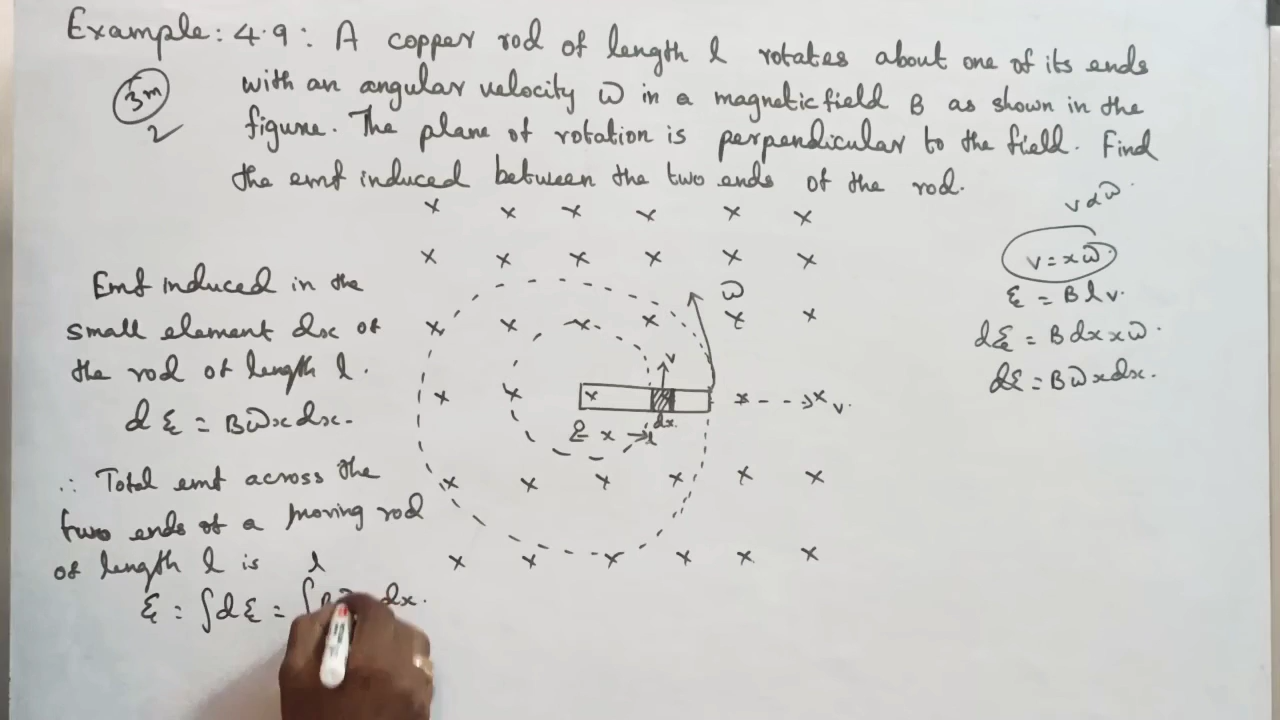 Example: 4.9: A copper rod of length l rotates about one of its ends
3m
2
with an angular velocity ω in a magnetic field B as shown in the
figure. The plane of rotation is perpendicular to the field. Find
the emf induced between the two ends of the rod.
v α ω
v = xω
ε = Blv.
dε = B dx xω.
dε = Bωx dx.
Emf induced in the
small element dx of
the rod of length l.
dε = Bωx dx.
ω
v
v
dx
x
∴ Total emf across the
two ends of a moving rod
of length l is
ε = ∫dε = ∫ l dx.